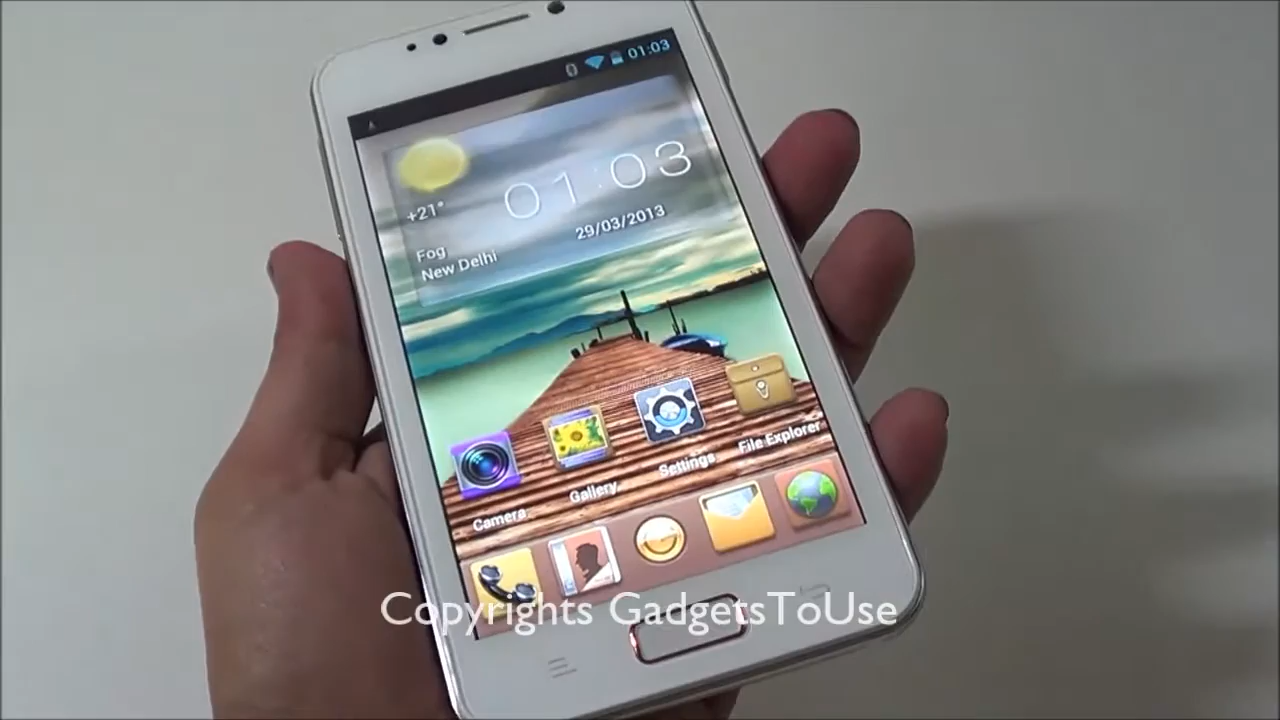 01:03
01:03
+21°
29/03/2013
Fog
New Delhi
File Explorer
Settings
Gallery
Camera
Copyrights GadgetsToUse